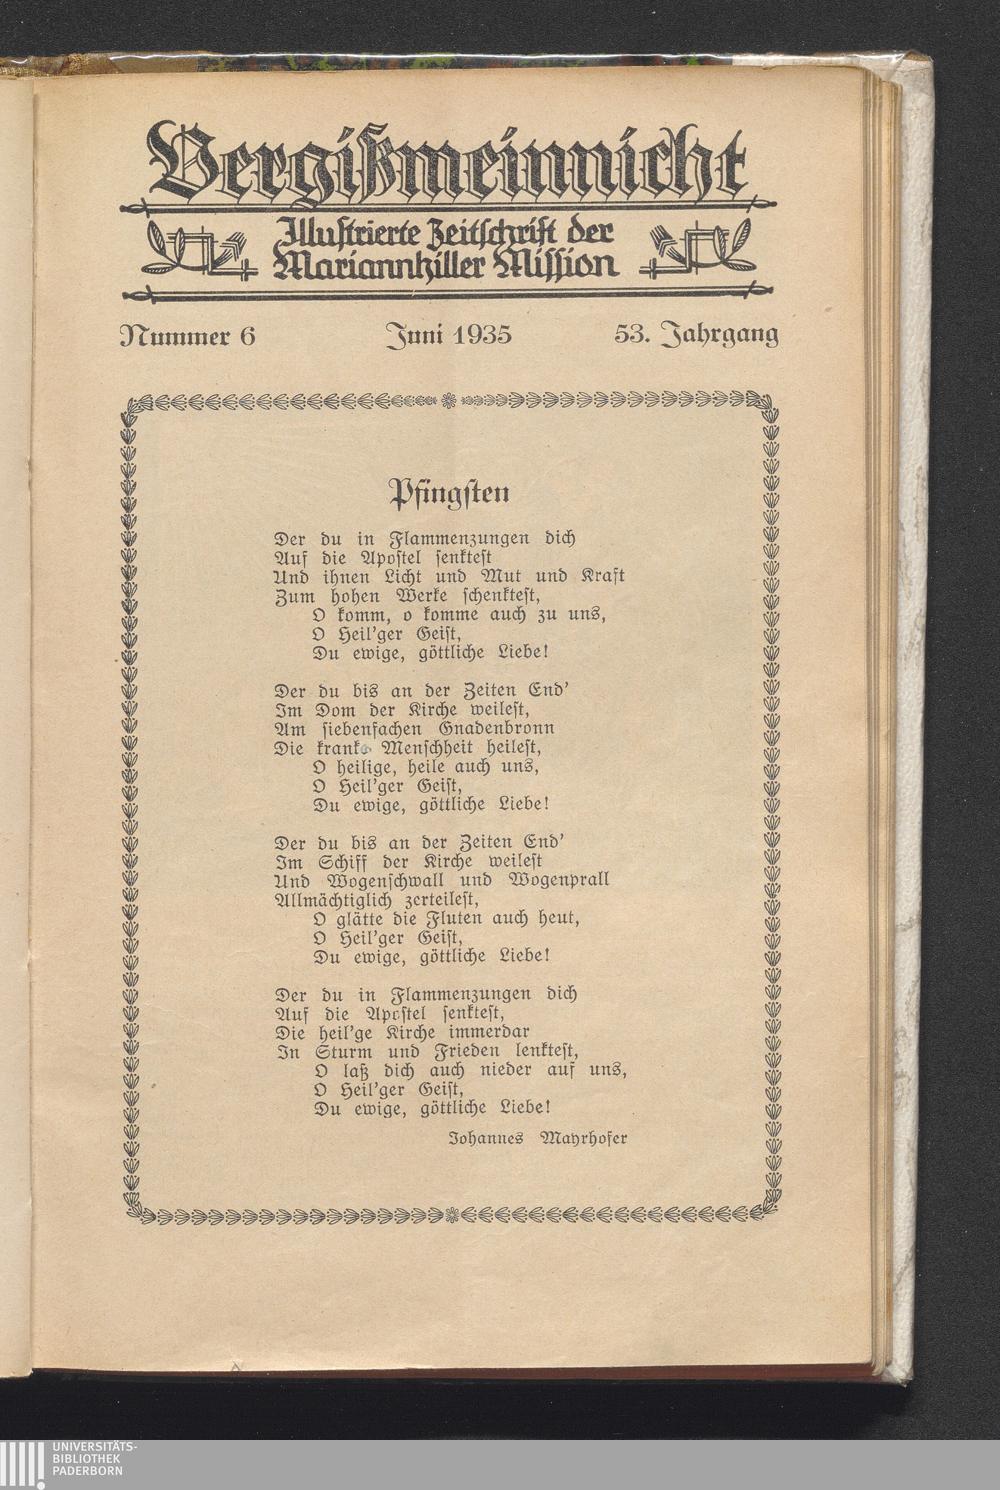 Vergißmeinnicht
Illustrierte Zeitschrift der
Mariannhiller Mission
Nummer 6 Juni 1935 53. Jahrgang
Pfingsten
Der du in Flammenzungen dich
Auf die Apostel senktest
Und ihnen Licht und Mut und Kraft
Zum hohen Werke schenktest,
O komm, o komme auch zu uns,
O Heil'ger Geist,
Du ewige, göttliche Liebe!
Der du bis an der Zeiten End'
Im Dom der Kirche weilest,
Am siebenfachen Gnadenbronn
Die kranke Menschheit heilest,
O heilige, heile auch uns,
O Heil'ger Geist,
Du ewige, göttliche Liebe!
Der du bis an der Zeiten End'
Im Schiff der Kirche weilest
Und Wogenschwall und Wogenprall
Allmächtiglich zerteilest,
O glätte die Fluten auch heut,
O Heil'ger Geist,
Du ewige, göttliche Liebe!
Der du in Flammenzungen dich
Auf die Apostel senktest,
Die heil'ge Kirche immerdar
In Sturm und Frieden lenktest,
O laß dich auch nieder auf uns,
O Heil'ger Geist,
Du ewige, göttliche Liebe!
Johannes Mayrhofer
UNIVERSITÄTS-
BIBLIOTHEK
PADERBORN